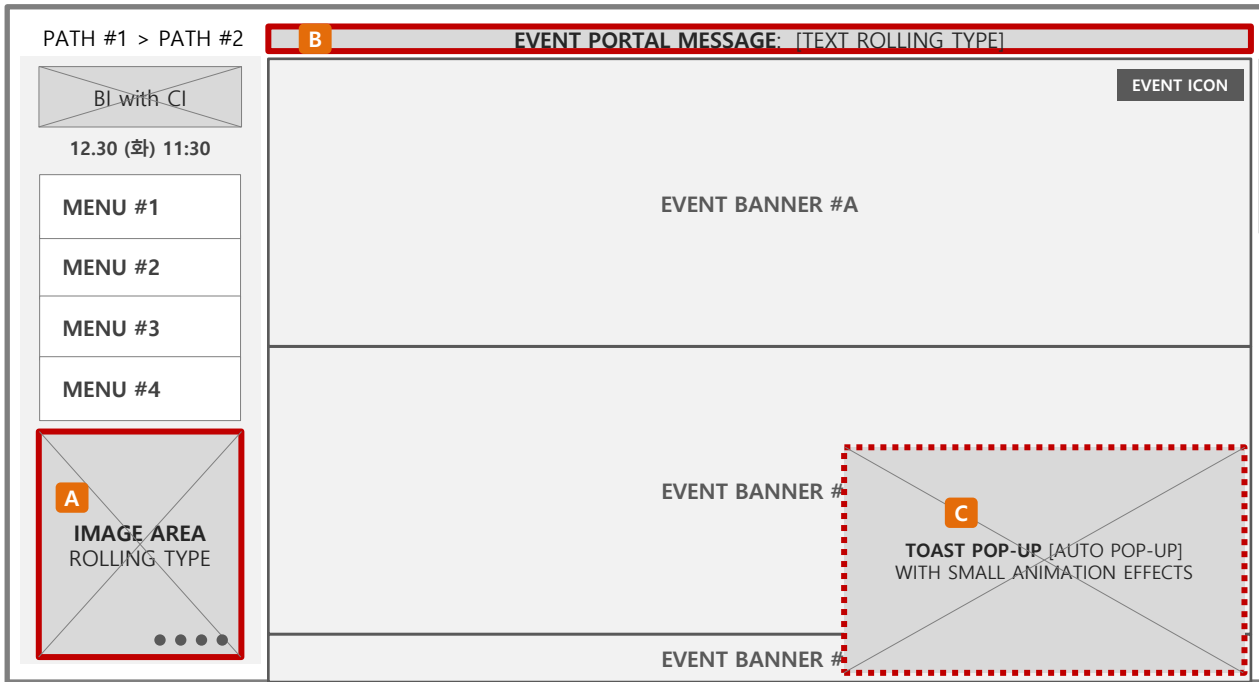 PATH #1 > PATH #2
B
EVENT PORTAL MESSAGE: [TEXT ROLLING TYPE]
BI with CI
12.30 (화) 11:30
MENU #1
MENU #2
MENU #3
MENU #4
A
IMAGE AREA
ROLLING TYPE
EVENT ICON
EVENT BANNER #A
EVENT BANNER #
C
TOAST POP-UP [AUTO POP-UP]
WITH SMALL ANIMATION EFFECTS
EVENT BANNER #